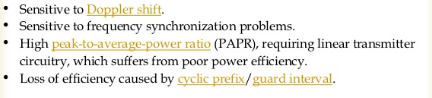 • Sensitive to Doppler shift.
• Sensitive to frequency synchronization problems.
• High peak-to-average-power ratio (PAPR), requiring linear transmitter
circuitry, which suffers from poor power efficiency.
• Loss of efficiency caused by cyclic prefix/guard interval.